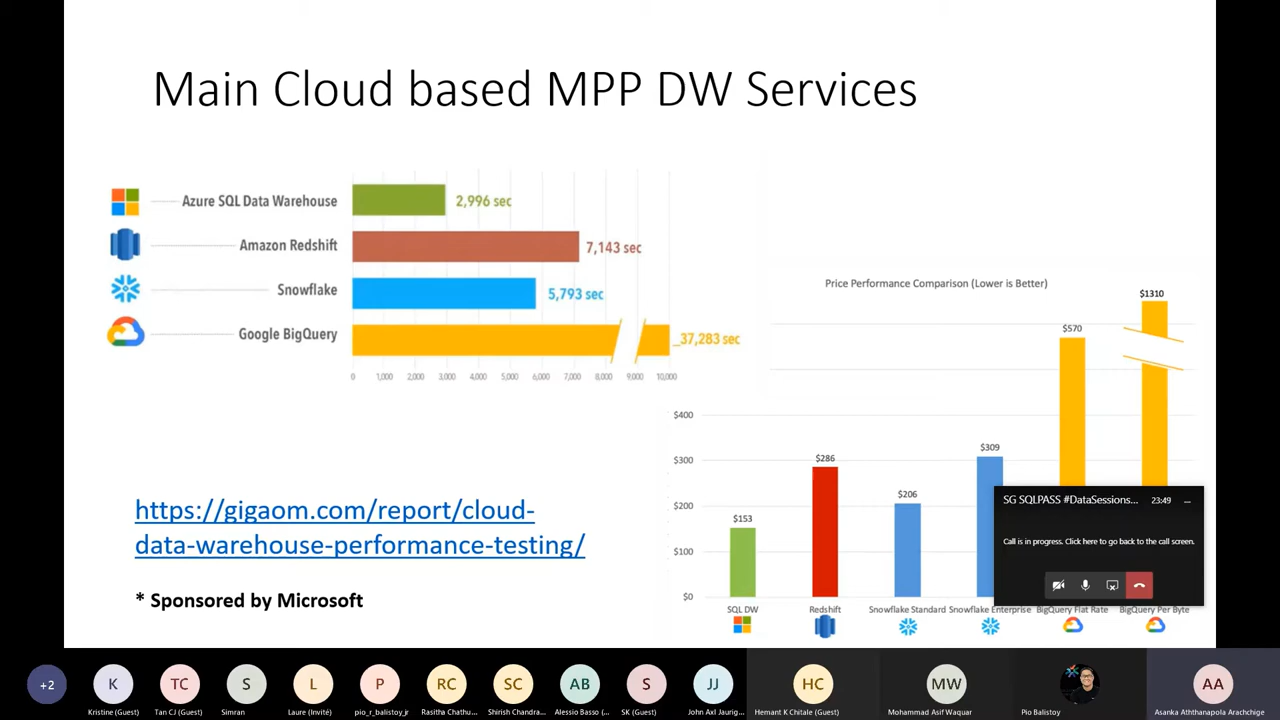 Main Cloud based MPP DW Services
Azure SQL Data Warehouse
2,996 sec
Amazon Redshift
7,143 sec
Snowflake
5,793 sec
Google BigQuery
37,283 sec
0 1,000 2,000 3,000 4,000 5,000 6,000 7,000 8,000 9,000 10,000
Price Performance Comparison (Lower is Better)
$1310
$570
$400
$300
$200
$100
$0
$153
$286
$206
$309
SQL DW
Redshift
Snowflake Standard
Snowflake Enterprise
BigQuery Flat Rate
BigQuery Per Byte
https://gigaom.com/report/cloud-
data-warehouse-performance-testing/
* Sponsored by Microsoft
SG SQLPASS #DataSessions...
23:49
...
Call is in progress. Click here to go back to the call screen.
+2
K
TC
S
L
P
RC
SC
AB
S
JJ
HC
MW
AA
Kristine (Guest)
Tan CJ (Guest)
Simran
Laure (Invité)
pio_r_balistoy_jr
Rasitha Chathu...
Shirish Chandra...
Alessio Basso (...
SK (Guest)
John Axl Jaurig...
Hemant K Chitale (Guest)
Mohammad Asif Waquar
Pio Balistoy
Asanka Aththanapola Arachchige